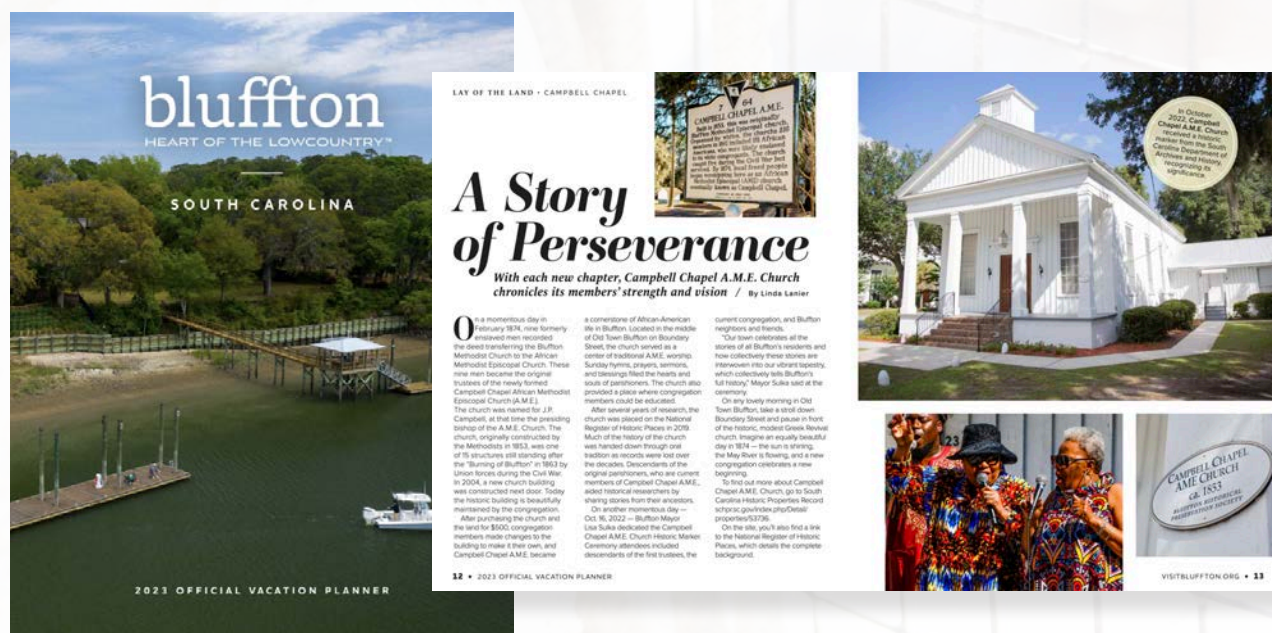 bluffton
HEART OF THE LOWCOUNTRY™
SOUTH CAROLINA
2023 OFFICIAL VACATION PLANNER
LAY OF THE LAND • CAMPBELL CHAPEL
7 64
CAMPBELL CHAPEL A.M.E.
A Story
of Perseverance
With each new chapter, Campbell Chapel A.M.E. Church
chronicles its members' strength and vision / By Linda Lanier
On a momentous day in
February 1874, nine formerly
enslaved men recorded
the deed transferring the Bluffton
Methodist Church to the African
Methodist Episcopal Church. These
nine men became the original
trustees of the newly formed
Campbell Chapel African Methodist
Episcopal Church (A.M.E.).
The church was named for J.P.
Campbell, at that time the presiding
bishop of the A.M.E. Church. The
church, originally constructed by
the Methodists in 1853, was one
of 15 structures still standing after
the "Burning of Bluffton" in 1863 by
Union forces during the Civil War.
In 2004, a new church building
was constructed next door. Today
the historic building is beautifully
maintained by the congregation.
After purchasing the church and
the land for $500, congregation
members made changes to the
building to make it their own, and
Campbell Chapel A.M.E. became
a cornerstone of African-American
life in Bluffton. Located in the middle
of Old Town Bluffton on Boundary
Street, the church served as a
center of traditional A.M.E. worship.
Sunday hymns, prayers, sermons,
and blessings filled the hearts and
souls of parishioners. The church also
provided a place where congregation
members could be educated.
After several years of research, the
church was placed on the National
Register of Historic Places in 2019.
Much of the history of the church
was handed down through oral
tradition as records were lost over
the decades. Descendants of the
original parishioners, who are current
members of Campbell Chapel A.M.E.,
aided historical researchers by
sharing stories from their ancestors.
On another momentous day —
Oct. 16, 2022 — Bluffton Mayor
Lisa Sulka dedicated the Campbell
Chapel A.M.E. Church Historic Marker.
Ceremony attendees included
descendants of the first trustees, the
current congregation, and Bluffton
neighbors and friends.
"Our town celebrates all the
stories of all Bluffton's residents and
how collectively these stories are
interwoven into our vibrant tapestry,
which collectively tells Bluffton's
full history," Mayor Sulka said at the
ceremony.
On any lovely morning in Old
Town Bluffton, take a stroll down
Boundary Street and pause in front
of the historic, modest Greek Revival
church. Imagine an equally beautiful
day in 1874 — the sun is shining,
the May River is flowing, and a new
congregation celebrates a new
beginning.
To find out more about Campbell
Chapel A.M.E. Church, go to South
Carolina Historic Properties Record
schpr.sc.gov/index.php/Detail/
properties/53736.
On the site, you'll also find a link
to the National Register of Historic
Places, which details the complete
background.
12 • 2023 OFFICIAL VACATION PLANNER
In October
2022, Campbell
Chapel A.M.E. Church
received a historic
marker from the South
Carolina Department of
Archives and History,
recognizing its
significance.
23
CAMPBELL CHAPEL
AME CHURCH
ca. 1853
BLUFFTON HISTORICAL
PRESERVATION SOCIETY
VISITBLUFFTON.ORG • 13